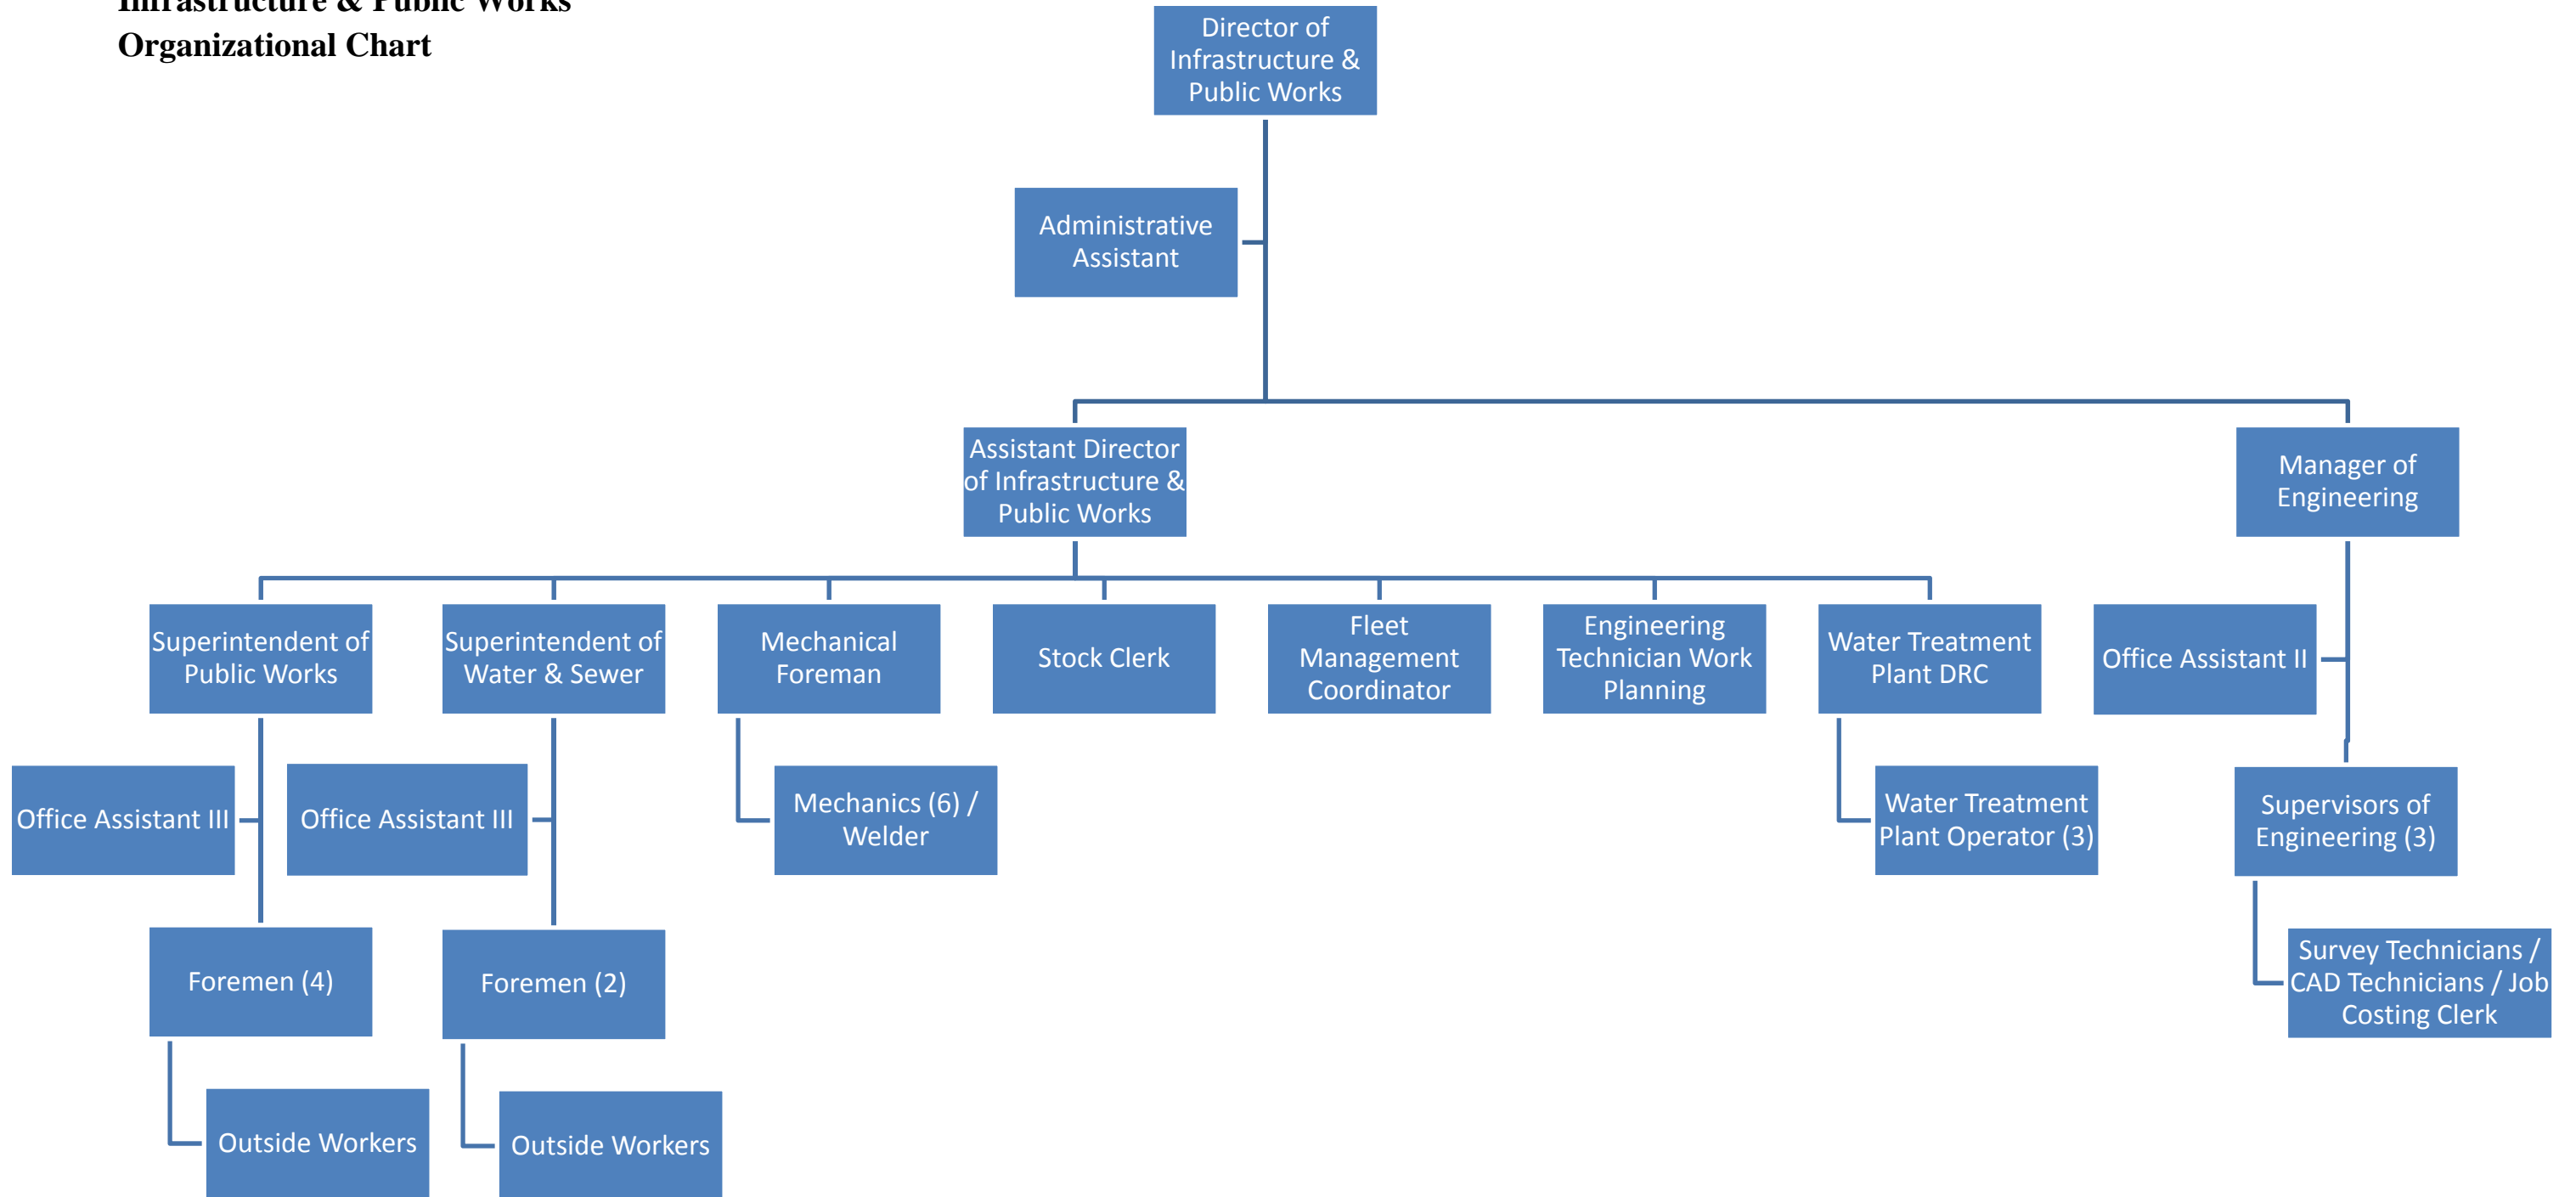 Infrastructure & Public Works
Organizational Chart
Director of
Infrastructure &
Public Works
Administrative
Assistant
Assistant Director
of Infrastructure &
Public Works
Manager of
Engineering
Superintendent of
Public Works
Superintendent of
Water & Sewer
Mechanical
Foreman
Stock Clerk
Fleet
Management
Coordinator
Engineering
Technician Work
Planning
Water Treatment
Plant DRC
Office Assistant II
Office Assistant III
Office Assistant III
Mechanics (6) /
Welder
Water Treatment
Plant Operator (3)
Supervisors of
Engineering (3)
Foremen (4)
Foremen (2)
Survey Technicians /
CAD Technicians / Job
Costing Clerk
Outside Workers
Outside Workers